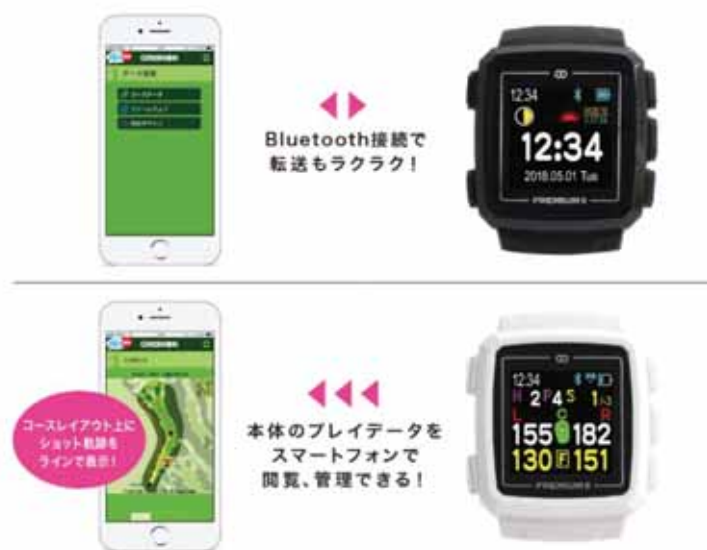 Bluetooth接続で
転送もラクラク!
12:34
12:34
2018.05.01 Tue
PREMIUM II
コースレイアウト上に
ショット軌跡を
ラインで表示!
本体のプレイデータを
スマートフォンで
閲覧、管理できる!
12:34
H 2 P 4 S 1
L C R
155 182
130 F 151
PREMIUM II